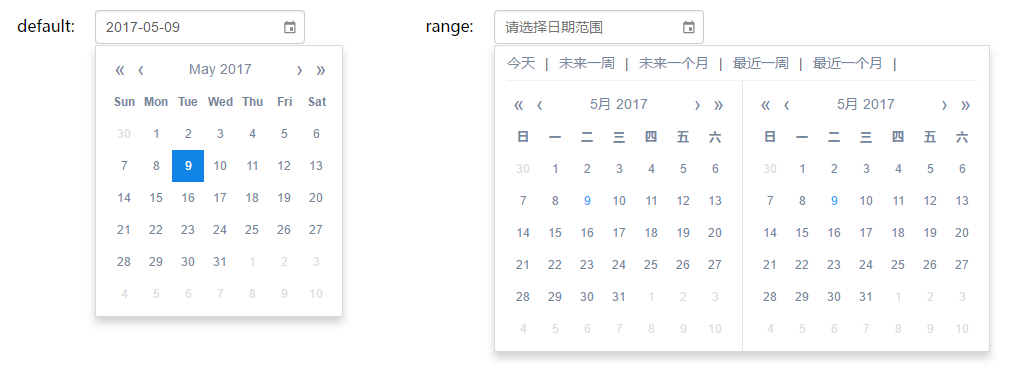 default: 2017-05-09 range: 请选择日期范围
« ‹ May 2017 › »
Sun Mon Tue Wed Thu Fri Sat
30 1 2 3 4 5 6
7 8 9 10 11 12 13
14 15 16 17 18 19 20
21 22 23 24 25 26 27
28 29 30 31 1 2 3
4 5 6 7 8 9 10
今天 | 未来一周 | 未来一个月 | 最近一周 | 最近一个月 |
« ‹ 5月 2017 › »
日 一 二 三 四 五 六
30 1 2 3 4 5 6
7 8 9 10 11 12 13
14 15 16 17 18 19 20
21 22 23 24 25 26 27
28 29 30 31 1 2 3
4 5 6 7 8 9 10
« ‹ 5月 2017 › »
日 一 二 三 四 五 六
30 1 2 3 4 5 6
7 8 9 10 11 12 13
14 15 16 17 18 19 20
21 22 23 24 25 26 27
28 29 30 31 1 2 3
4 5 6 7 8 9 10